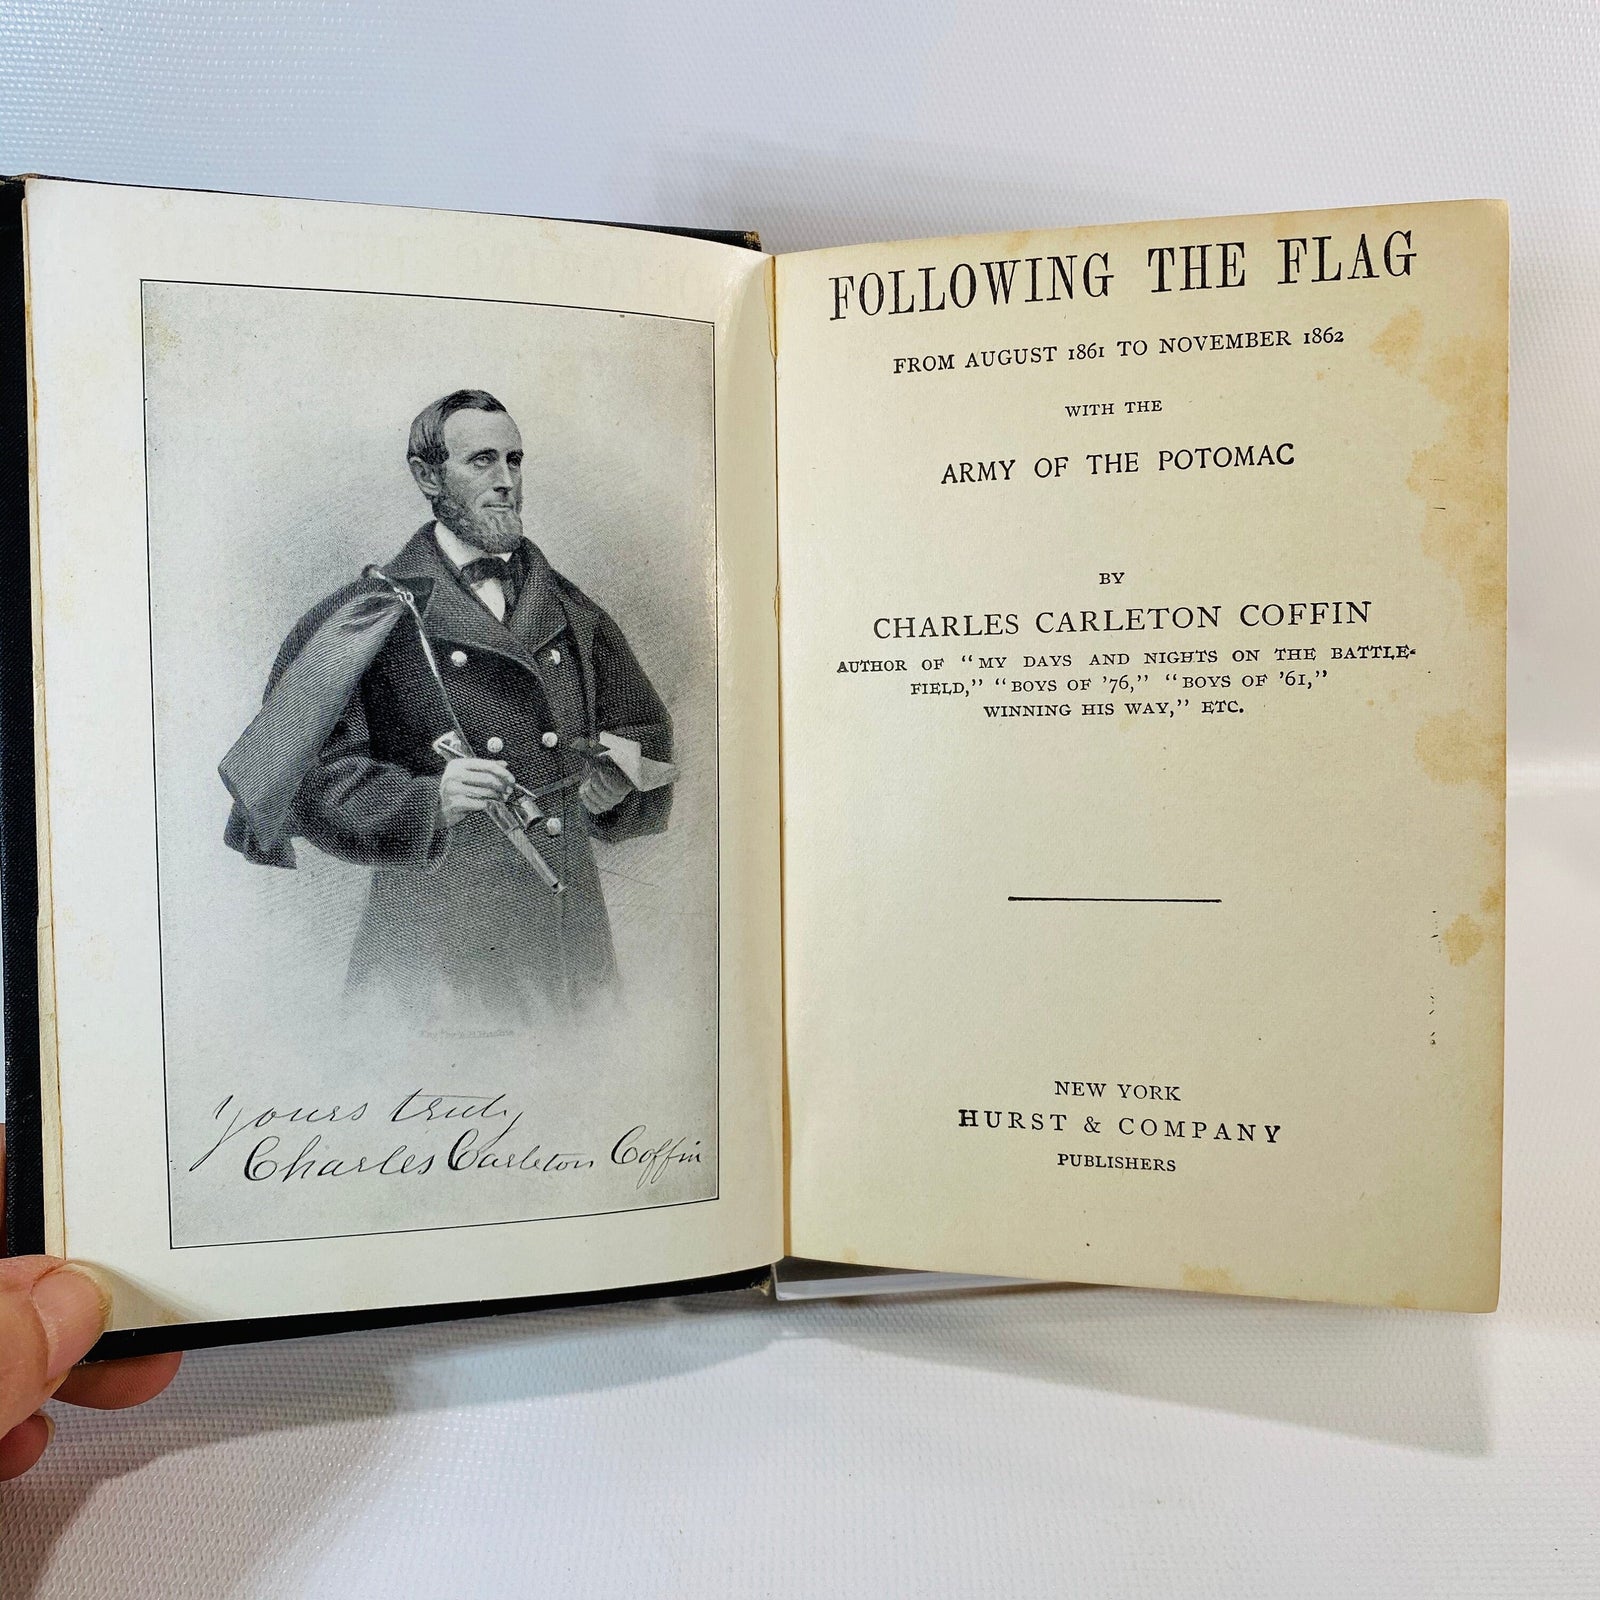 Yours truly
Charles Carleton Coffin
FOLLOWING THE FLAG
FROM AUGUST 1861 TO NOVEMBER 1862
WITH THE
ARMY OF THE POTOMAC
BY
CHARLES CARLETON COFFIN
AUTHOR OF "MY DAYS AND NIGHTS ON THE BATTLE-
FIELD," "BOYS OF '76," "BOYS OF '61,"
WINNING HIS WAY," ETC.
NEW YORK
HURST & COMPANY
PUBLISHERS